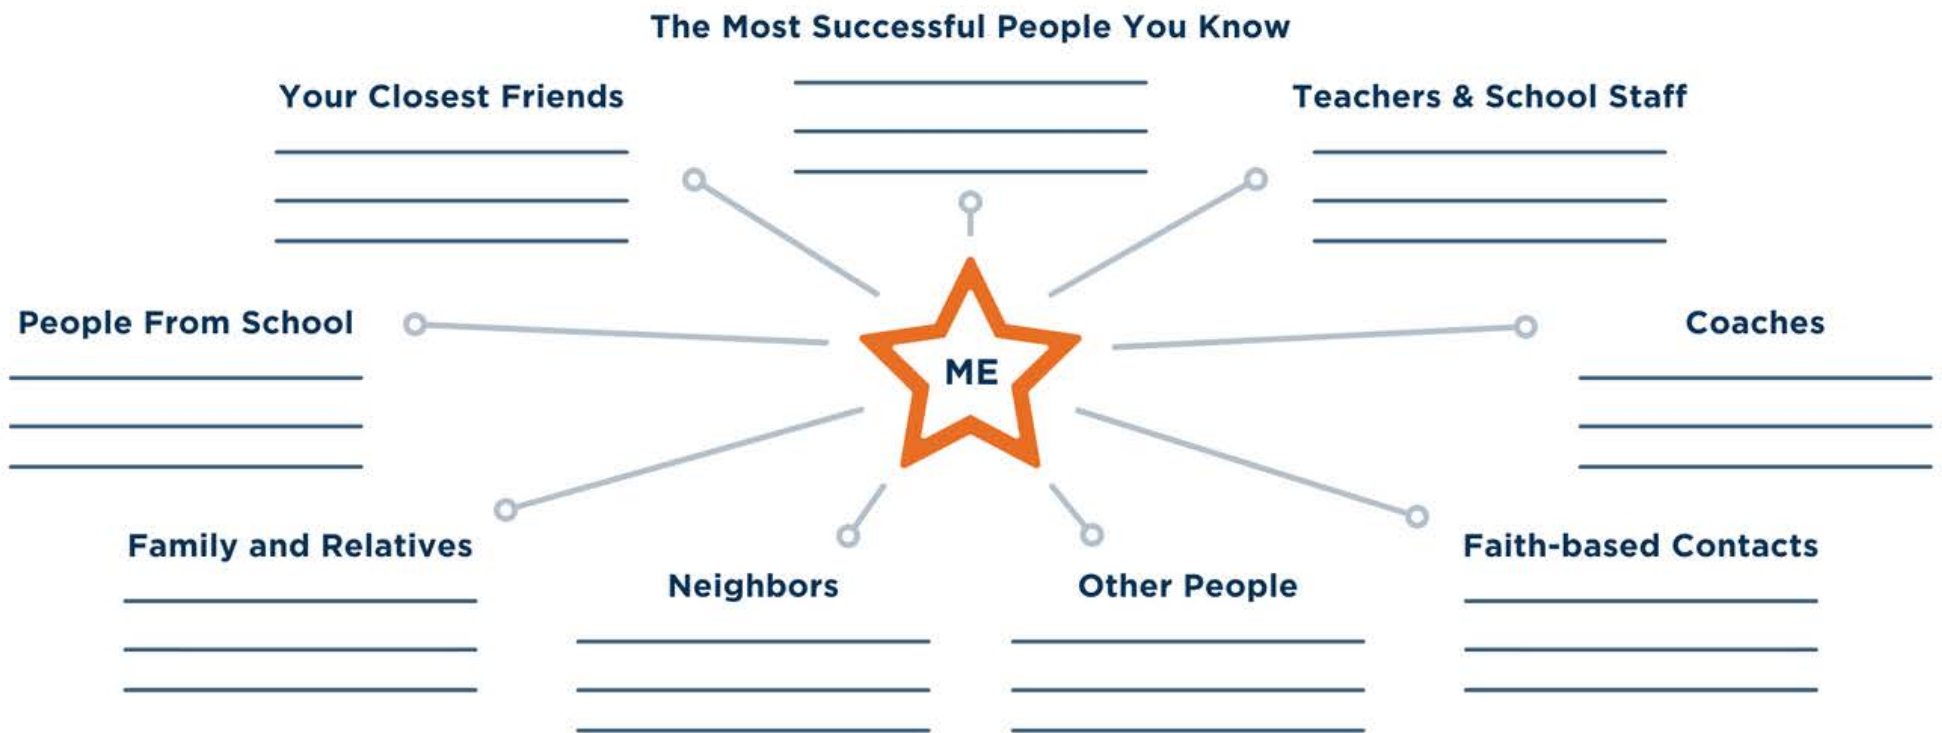 The Most Successful People You Know
Your Closest Friends
Teachers & School Staff
People From School
Coaches
ME
Family and Relatives
Faith-based Contacts
Neighbors
Other People